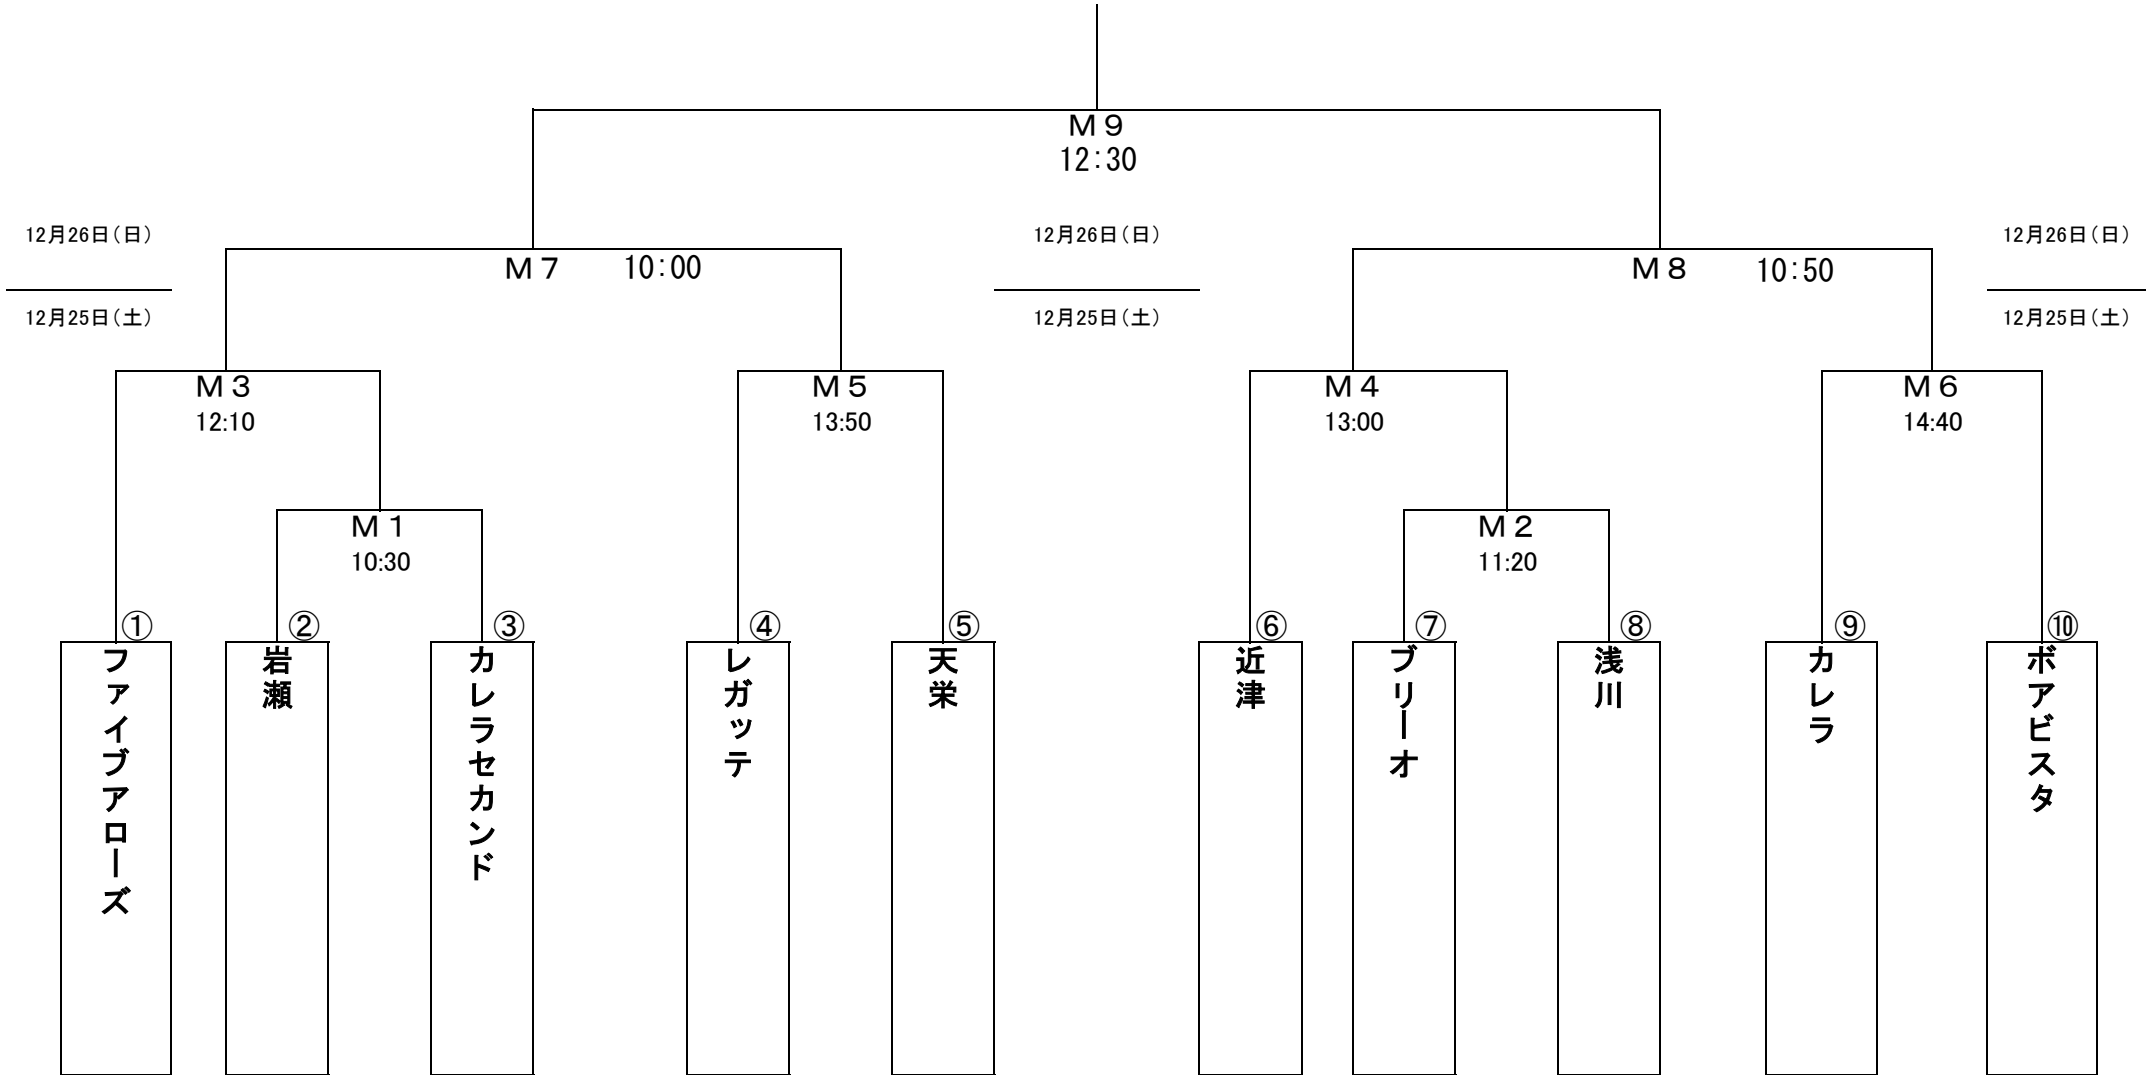 M9
12:30
12月26日(日)
12月26日(日)
12月26日(日)
M7 10:00
M8 10:50
12月25日(土)
12月25日(土)
12月25日(土)
M3
12:10
M5
13:50
M4
13:00
M6
14:40
M1
10:30
M2
11:20
①
②
③
④
⑤
⑥
⑦
⑧
⑨
⑩
ファイブアローズ
岩瀬
カレラセカンド
レガッテ
天栄
近津
ブリーオ
浅川
カレラ
ボアビスタ